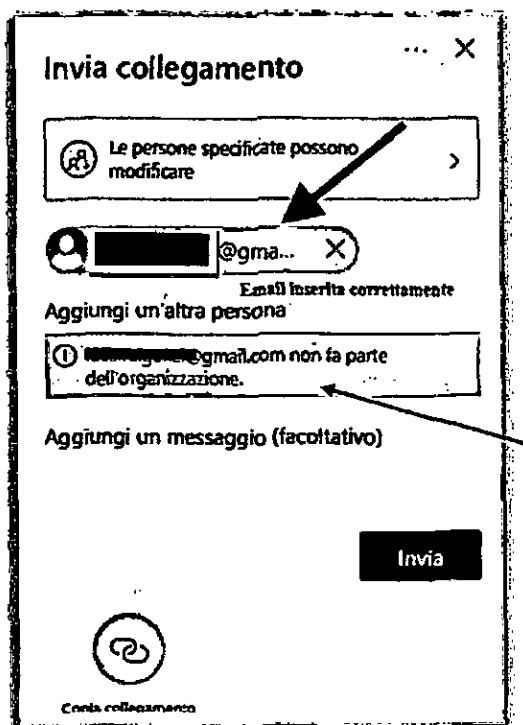 Invia collegamento
Le persone specificate possono
modificare
@gma...
Email inserita correttamente
Aggiungi un'altra persona
@gmail.com non fa parte
dell'organizzazione.
Aggiungi un messaggio (facoltativo)
Invia
Copia collegamento